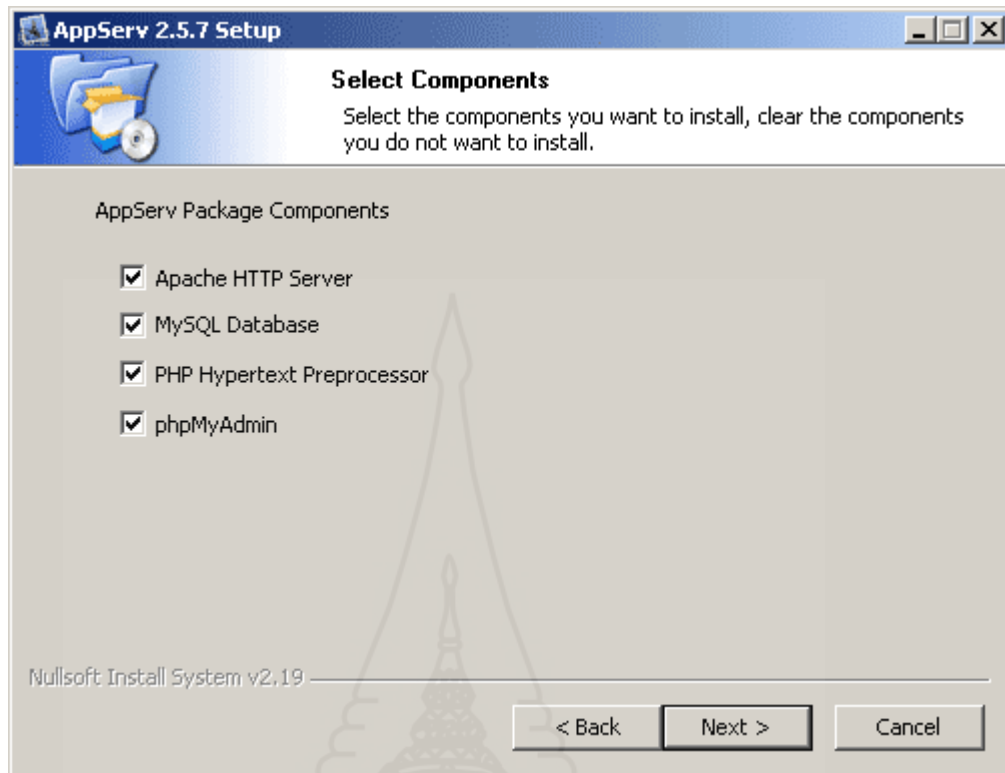 AppServ 2.5.7 Setup
Select Components
Select the components you want to install, clear the components
you do not want to install.
AppServ Package Components
Apache HTTP Server
MySQL Database
PHP Hypertext Preprocessor
phpMyAdmin
Nullsoft Install System v2.19
< Back Next > Cancel